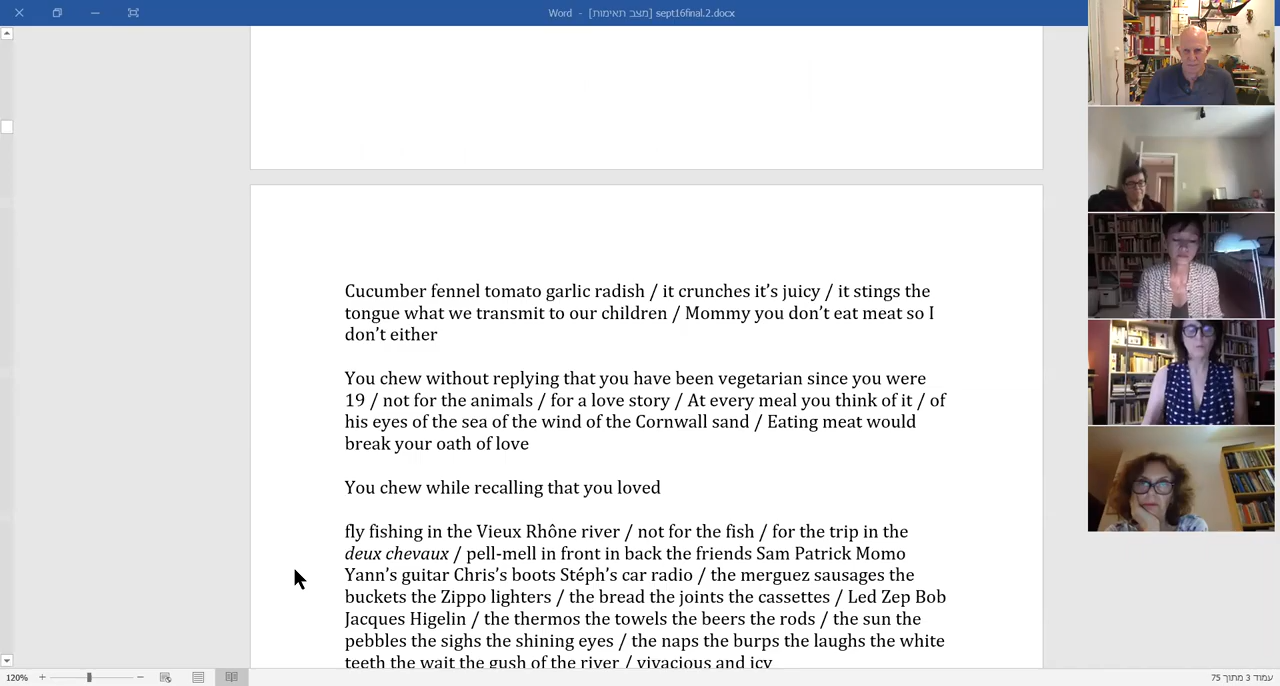 Word - [מצב תאימות] sept16final.2.docx
Cucumber fennel tomato garlic radish / it crunches it’s juicy / it stings the
tongue what we transmit to our children / Mommy you don’t eat meat so I
don’t either
You chew without replying that you have been vegetarian since you were
19 / not for the animals / for a love story / At every meal you think of it / of
his eyes of the sea of the wind of the Cornwall sand / Eating meat would
break your oath of love
You chew while recalling that you loved
fly fishing in the Vieux Rhône river / not for the fish / for the trip in the
deux chevaux / pell-mell in front in back the friends Sam Patrick Momo
Yann’s guitar Chris’s boots Stéph’s car radio / the merguez sausages the
buckets the Zippo lighters / the bread the joints the cassettes / Led Zep Bob
Jacques Higelin / the thermos the towels the beers the rods / the sun the
pebbles the sighs the shining eyes / the naps the burps the laughs the white
teeth the wait the gush of the river / vivacious and icy
120%
עמוד 3 מתוך 75